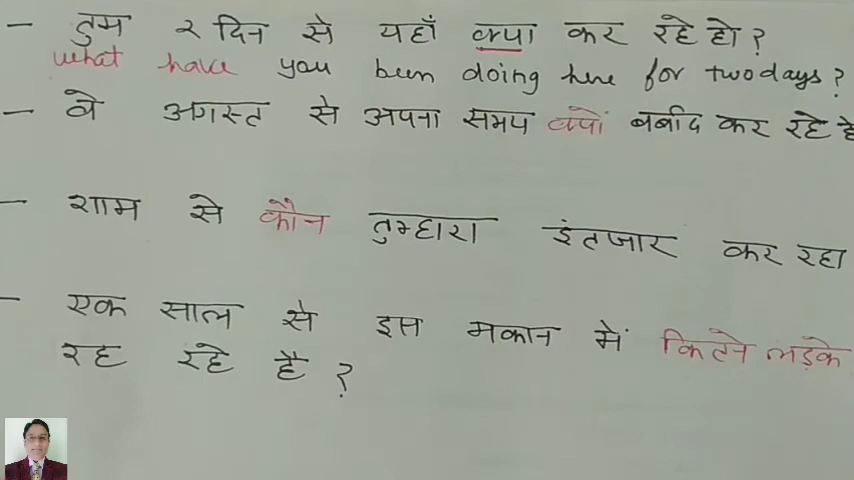 – तुम २ दिन से यहाँ क्या कर रहे हो?
what have you been doing here for two days?
– वे अगस्त से अपना समय क्यों बर्बाद कर रहे है
– शाम से कौन तुम्हारा इंतजार कर रहा
– एक साल से इस मकान में कितने लड़के
रह रहे है?